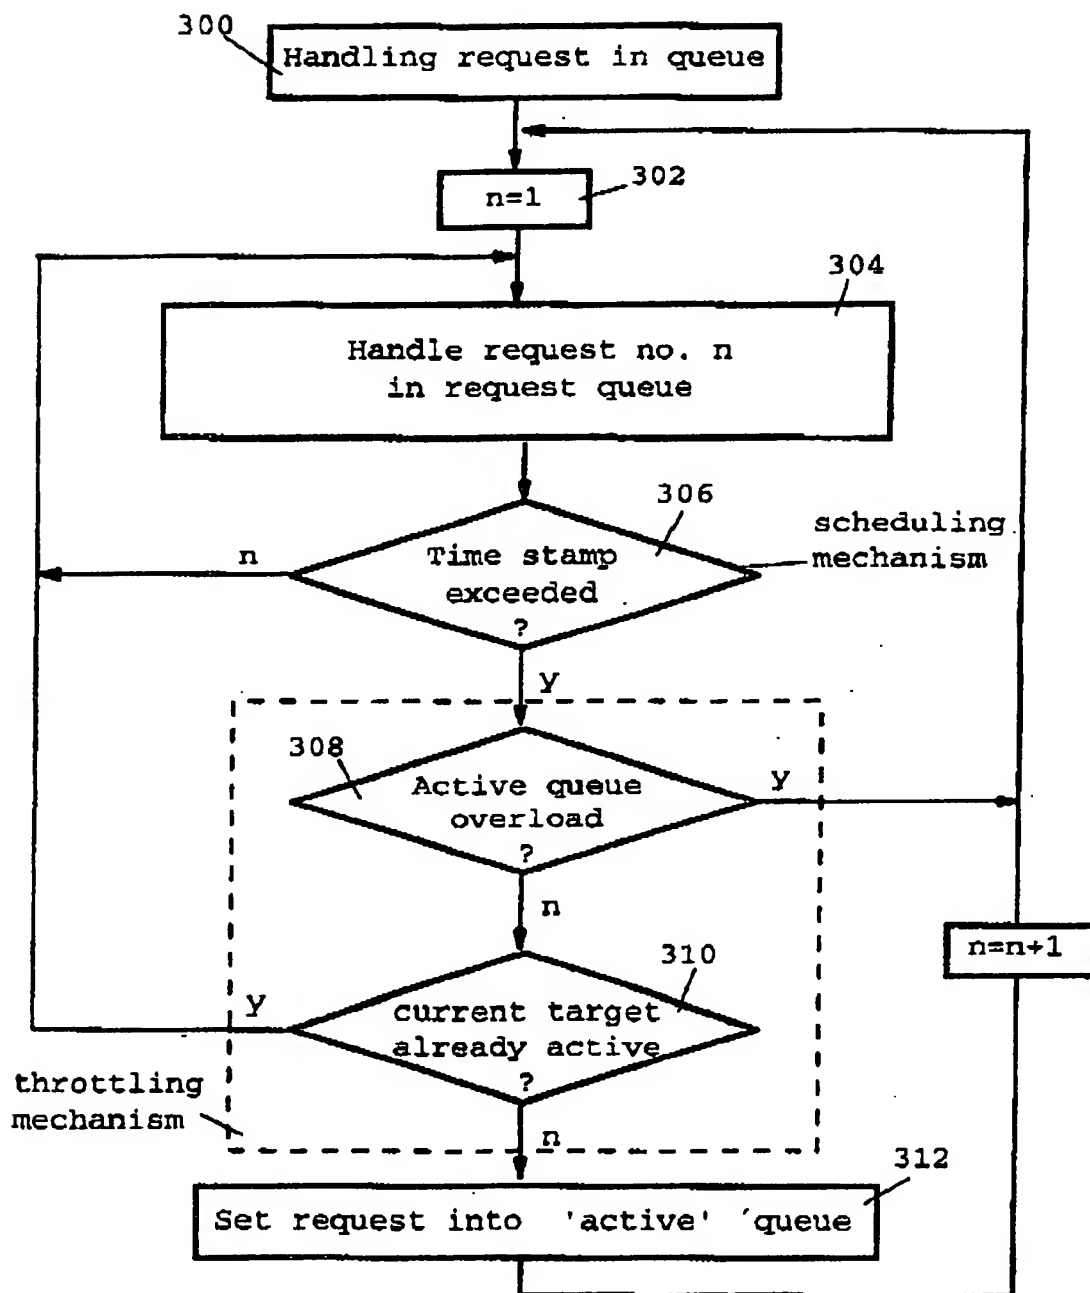 300
Handling request in queue
n=1
302
304
Handle request no. n
in request queue
306
scheduling
mechanism
n
Time stamp
exceeded
?
y
308
Active queue
overload
?
y
n
n=n+1
310
y
current target
already active
?
throttling
mechanism
n
312
Set request into 'active' ´queue